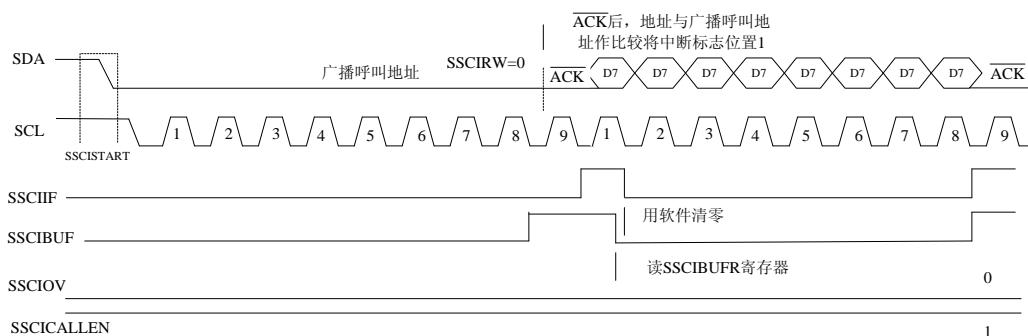 ACK后，地址与广播呼叫地
址作比较将中断标志位置1
SDA
广播呼叫地址
SSCIRW=0
ACK
D7
D7
D7
D7
D7
D7
D7
D7
ACK
SCL
1
2
3
4
5
6
7
8
9
1
2
3
4
5
6
7
8
9
SSCISTART
SSCIIF
用软件清零
SSCIBUF
读SSCIBUFR寄存器
SSCIOV
0
SSCICALLEN
1